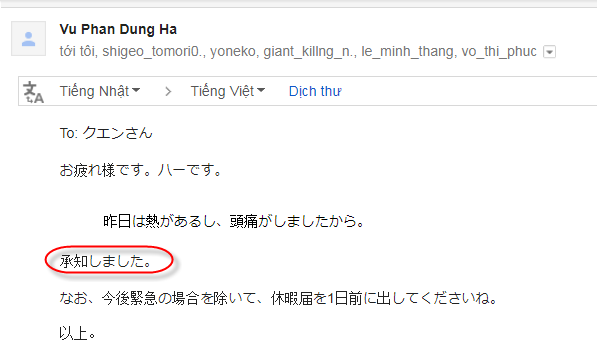 Vu Phan Dung Ha
tới tôi, shigeo_tomori0., yoneko, giant_killng_n., le_minh_thang, vo_thi_phuc
Tiếng Nhật > Tiếng Việt Dịch thư
To: クエンさん
お疲れ様です。ハーです。
昨日は熱があるし、頭痛がしましたから。
承知しました。
なお、今後緊急の場合を除いて、休暇届を1日前に出してくださいね。
以上。